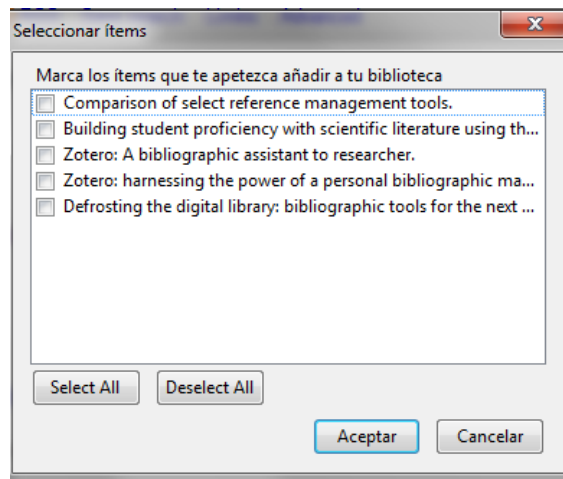 Seleccionar ítems
Marca los ítems que te apetezca añadir a tu biblioteca
Comparison of select reference management tools.
Building student proficiency with scientific literature using th...
Zotero: A bibliographic assistant to researcher.
Zotero: harnessing the power of a personal bibliographic ma...
Defrosting the digital library: bibliographic tools for the next ...
Select All Deselect All
Aceptar Cancelar